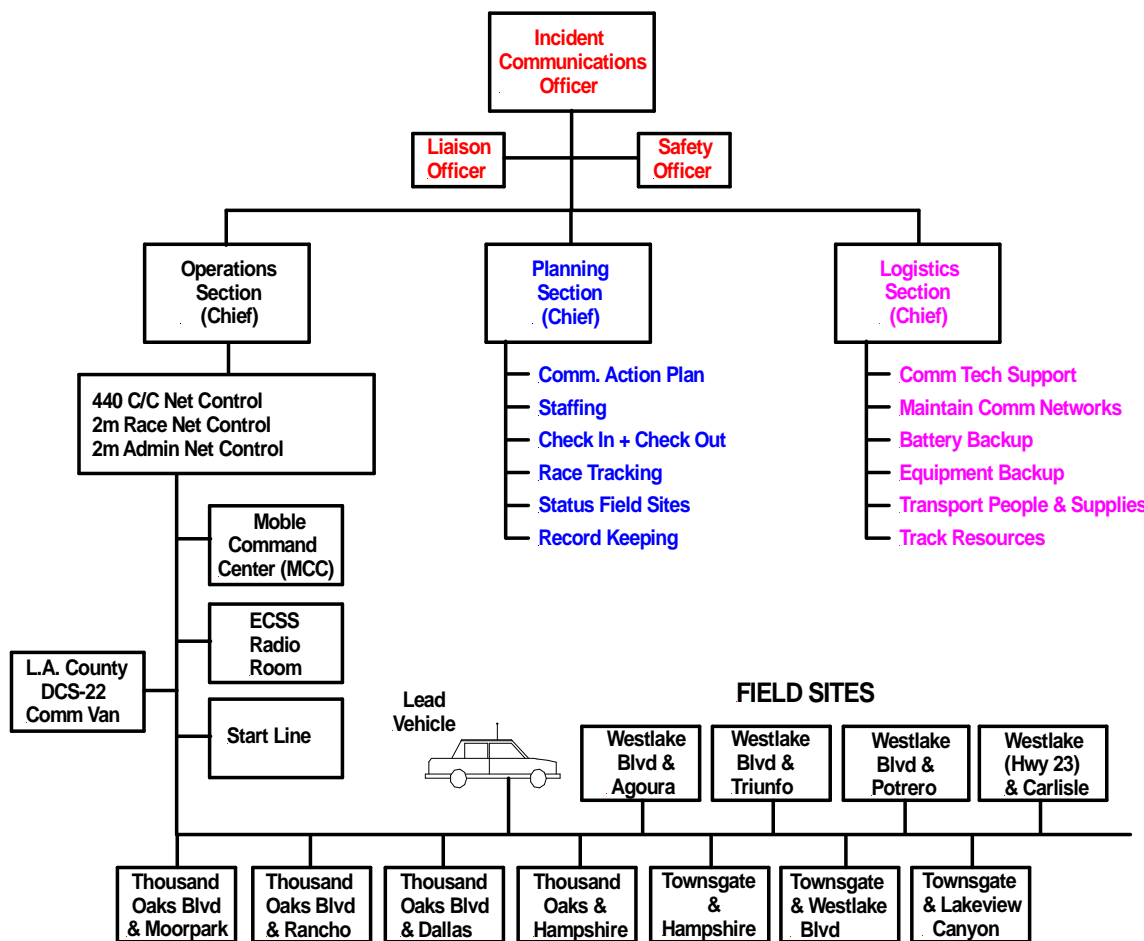 Incident
Communications
Officer
Liaison
Officer
Safety
Officer
Operations
Section
(Chief)
Planning
Section
(Chief)
Logistics
Section
(Chief)
440 C/C Net Control
2m Race Net Control
2m Admin Net Control
Comm. Action Plan
Staffing
Check In + Check Out
Race Tracking
Status Field Sites
Record Keeping
Comm Tech Support
Maintain Comm Networks
Battery Backup
Equipment Backup
Transport People & Supplies
Track Resources
Moble
Command
Center (MCC)
ECSS
Radio
Room
L.A. County
DCS-22
Comm Van
Start Line
Lead
Vehicle
FIELD SITES
Westlake
Blvd &
Agoura
Westlake
Blvd &
Triunfo
Westlake
Blvd &
Potrero
Westlake
(Hwy 23)
& Carlisle
Thousand
Oaks Blvd
& Moorpark
Thousand
Oaks Blvd
& Rancho
Thousand
Oaks Blvd
& Dallas
Thousand
Oaks &
Hampshire
Townsgate
&
Hampshire
Townsgate
& Westlake
Blvd
Townsgate
& Lakeview
Canyon